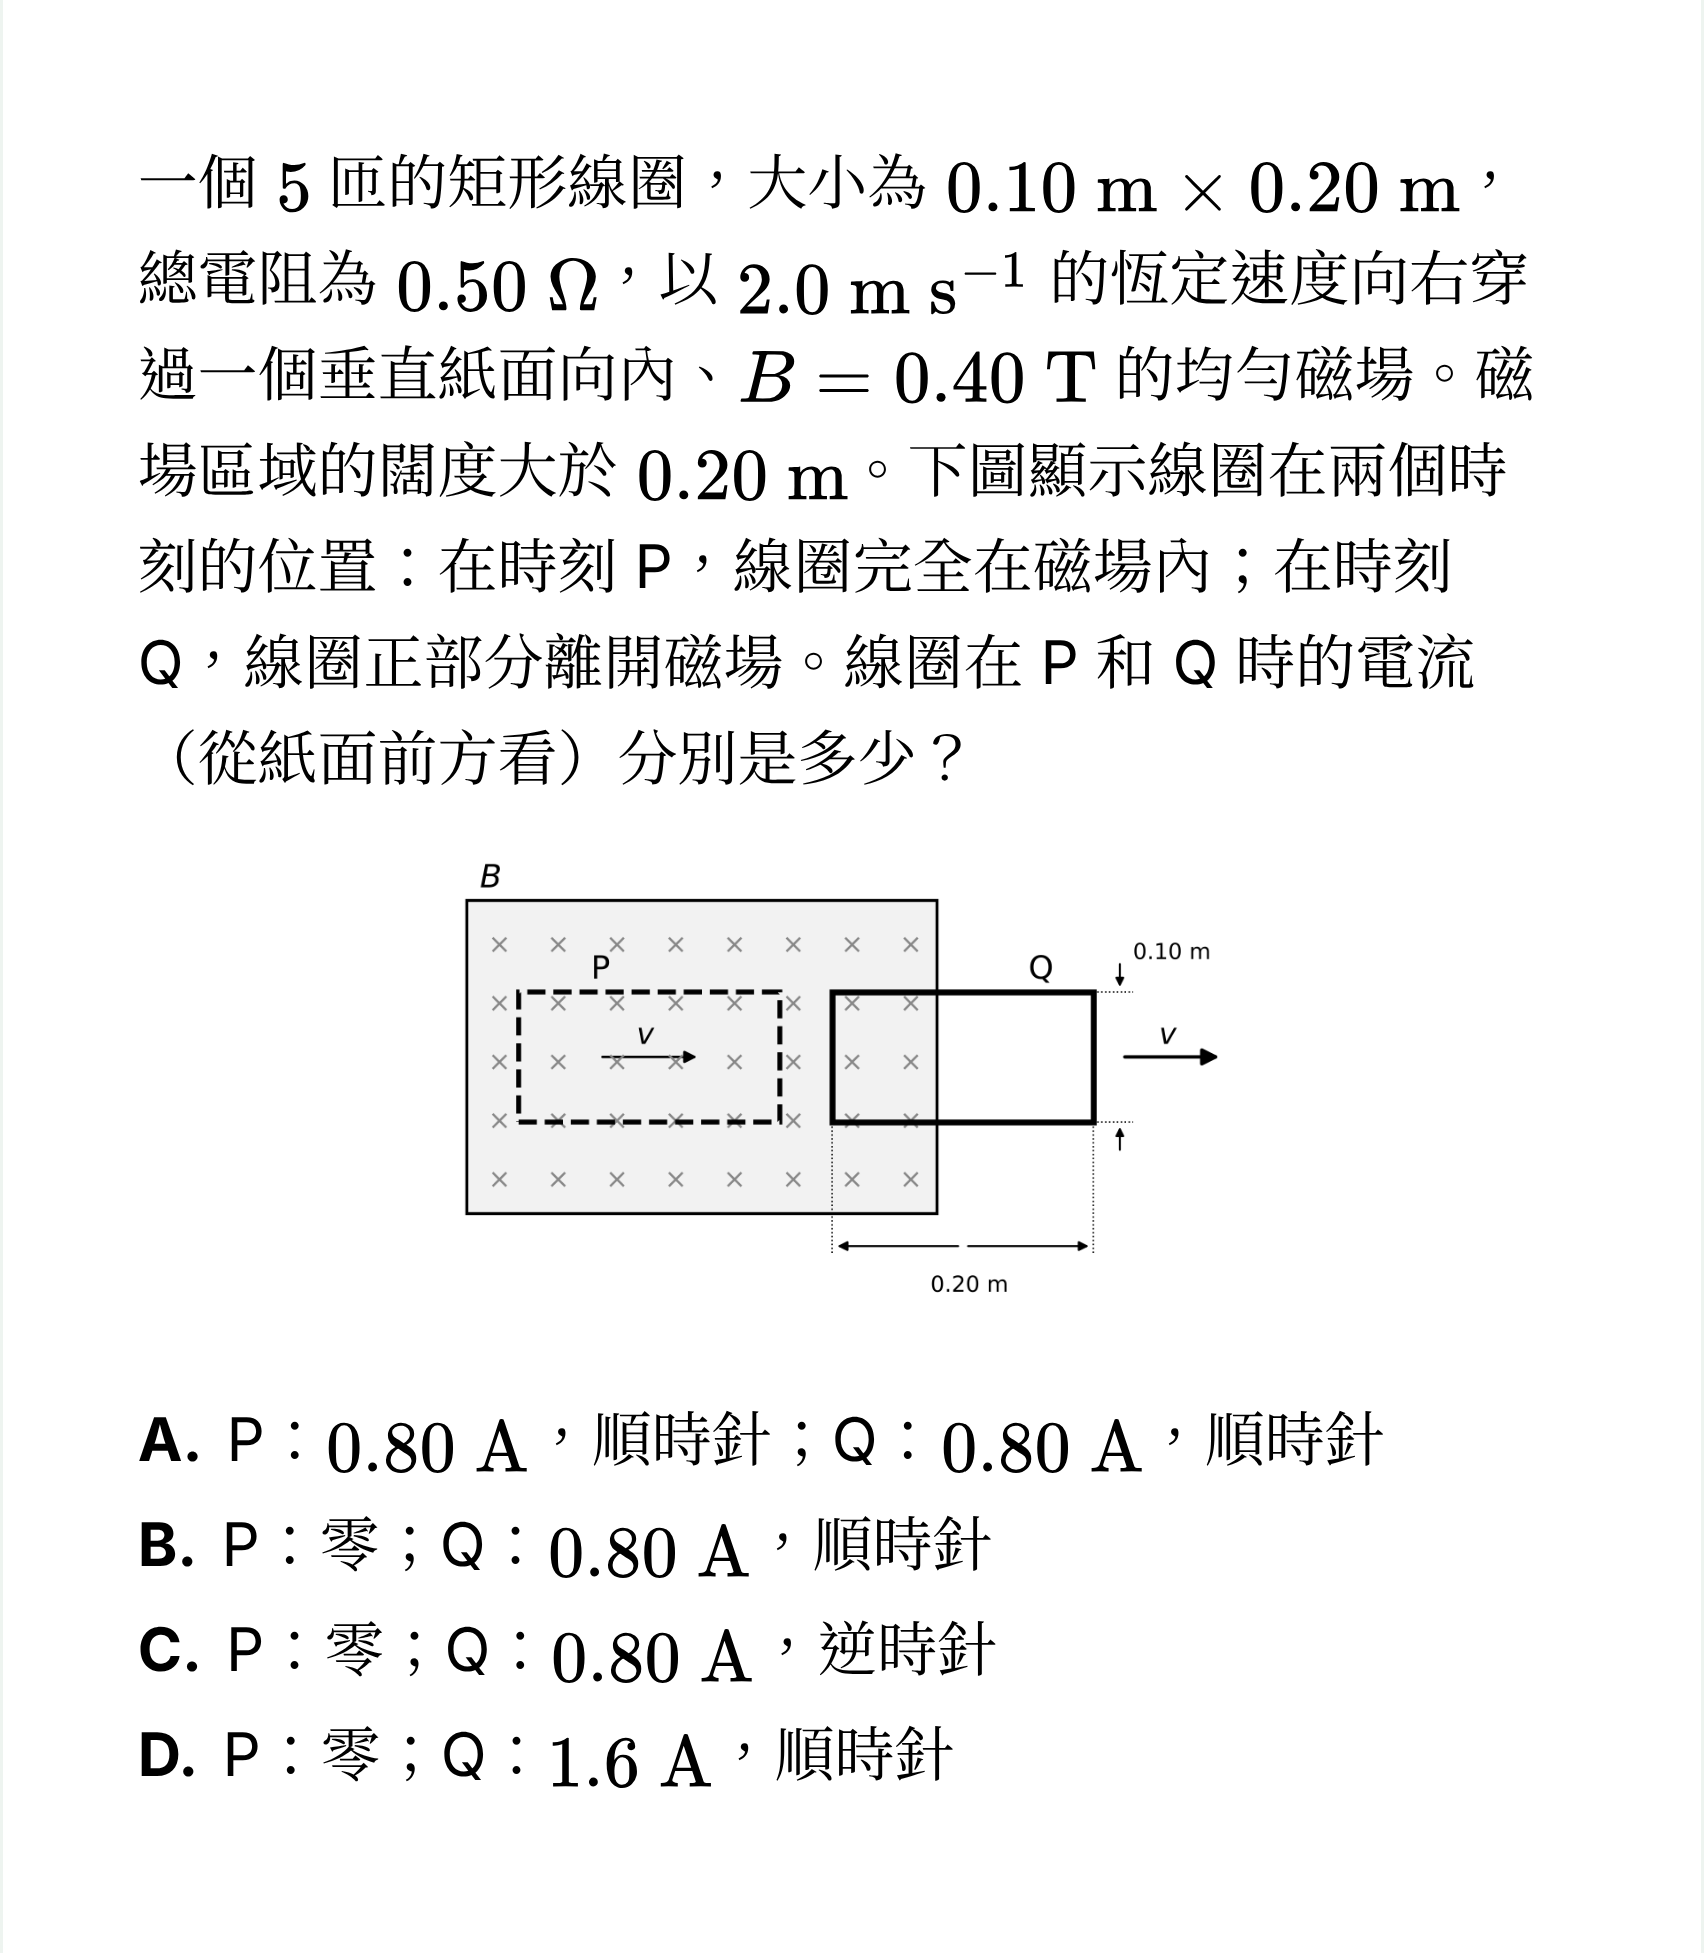 一個 5 匝的矩形線圈，大小為 0.10 m × 0.20 m，
總電阻為 0.50 Ω，以 2.0 m s⁻¹ 的恆定速度向右穿
過一個垂直紙面向內、B = 0.40 T 的均勻磁場。磁
場區域的闊度大於 0.20 m。下圖顯示線圈在兩個時
刻的位置：在時刻 P，線圈完全在磁場內；在時刻
Q，線圈正部分離開磁場。線圈在 P 和 Q 時的電流
（從紙面前方看）分別是多少？
B
0.10 m
P
Q
v
v
0.20 m
A. P：0.80 A，順時針；Q：0.80 A，順時針
B. P：零；Q：0.80 A，順時針
C. P：零；Q：0.80 A，逆時針
D. P：零；Q：1.6 A，順時針